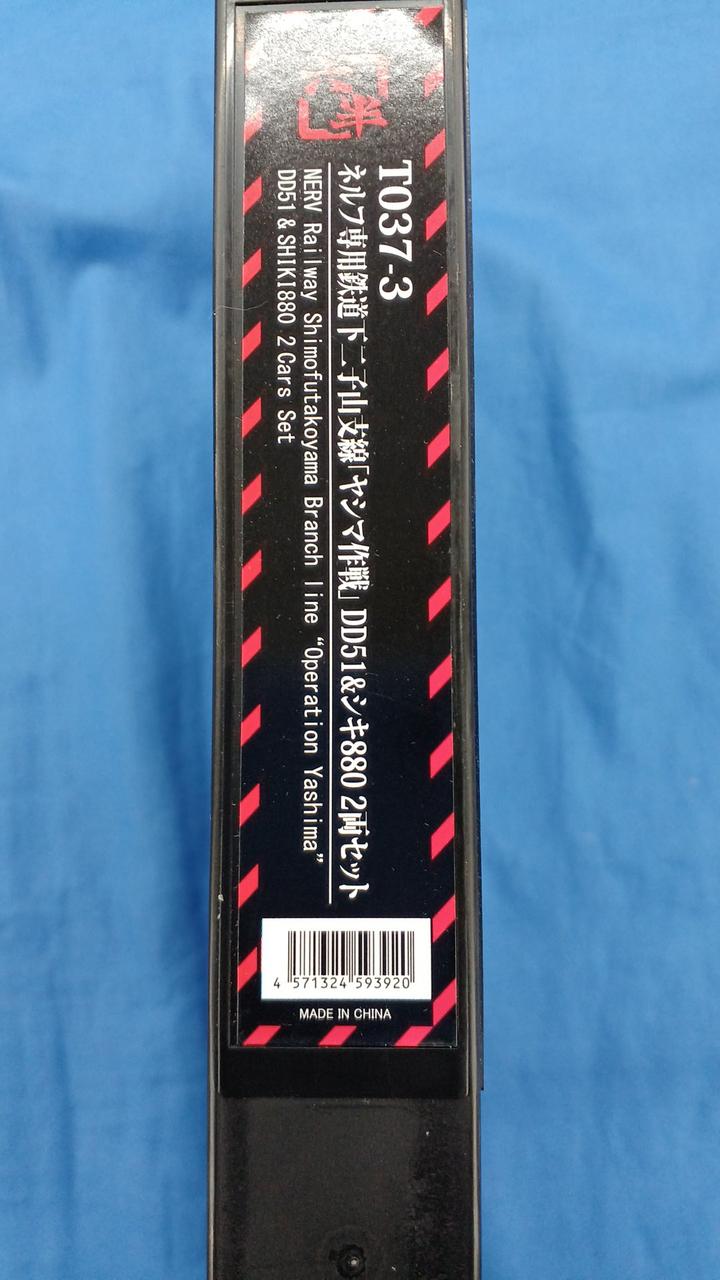 T037-3
ネルフ専用鉄道下二子山支線「ヤシマ作戦」DD51&シキ880 2両セット
NERV Railway Shimofutakoyama Branch line “Operation Yashima”
DD51 & SHIKI880 2Cars Set
4 571324 593920
MADE IN CHINA